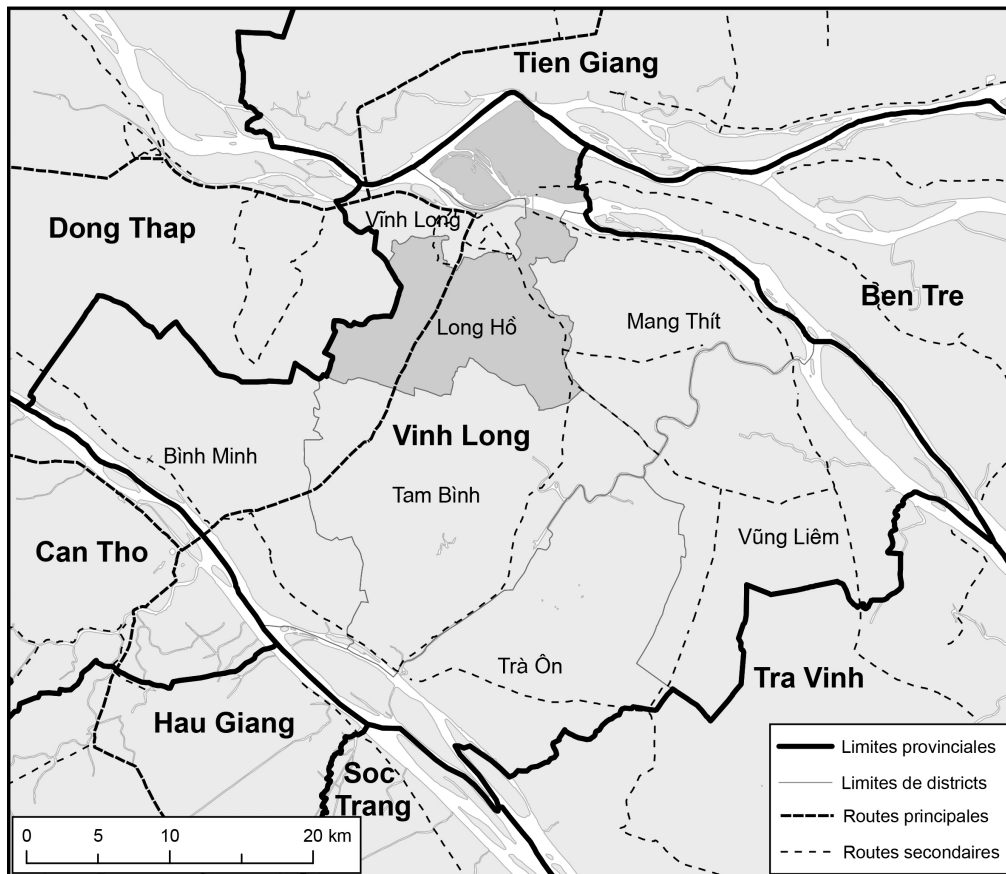 Tien Giang
Dong Thap
Vĩnh Long
Ben Tre
Long Hồ
Mang Thít
Vinh Long
Bình Minh
Tam Bình
Can Tho
Vũng Liêm
Trà Ôn
Tra Vinh
Hau Giang
Soc
Trang
Limites provinciales
Limites de districts
Routes principales
Routes secondaires
0 5 10 20 km